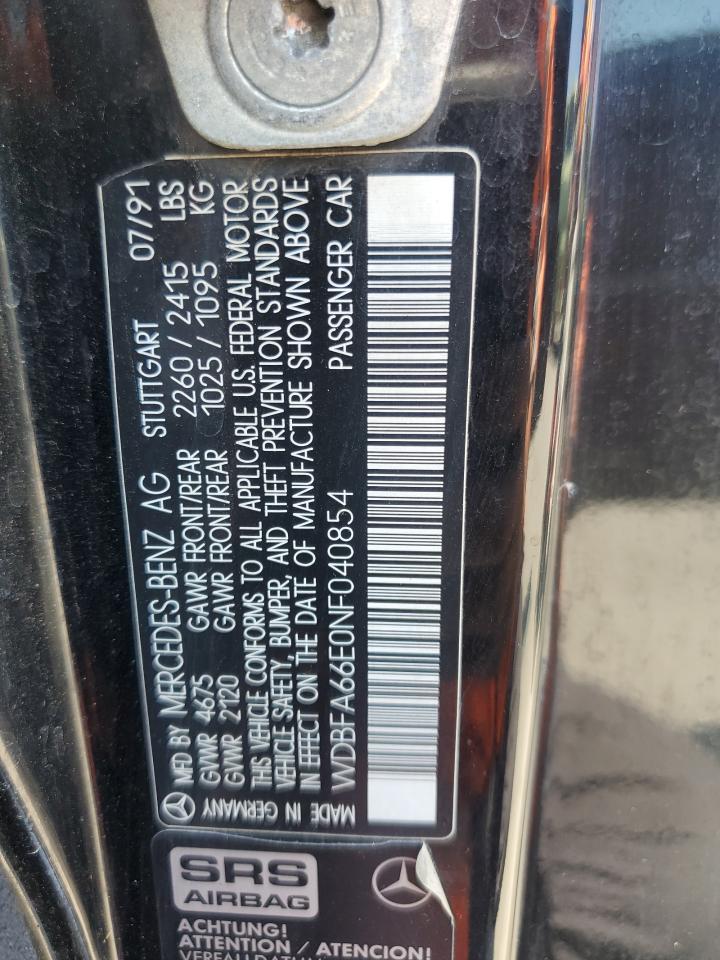 MFD BY MERCEDES-BENZ AG STUTTGART 07/91
GVWR 4675 GAWR FRONT/REAR 2260 / 2415 LBS
GVWR 2120 GAWR FRONT/REAR 1025 / 1095 KG
THIS VEHICLE CONFORMS TO ALL APPLICABLE U.S. FEDERAL MOTOR
VEHICLE SAFETY, BUMPER, AND THEFT PREVENTION STANDARDS
IN EFFECT ON THE DATE OF MANUFACTURE SHOWN ABOVE
WDBFA66E0NF040854 PASSENGER CAR
MADE IN GERMANY
SRS
AIRBAG
ACHTUNG!
ATTENTION / ATENCION!